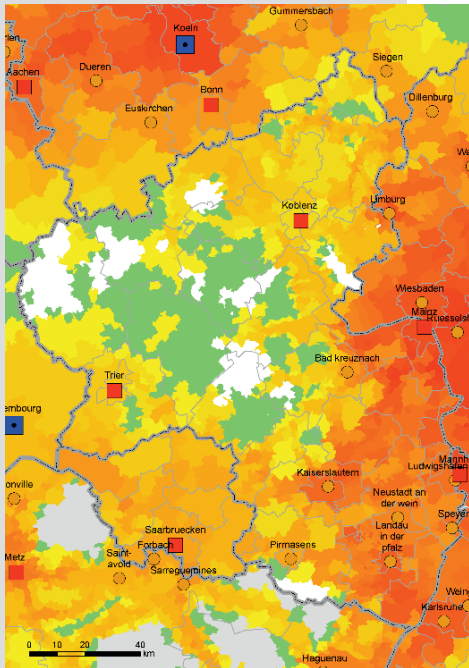 Gummersbach
Koeln
Siegen
Dueren
Aachen
Bonn
Dillenburg
Euskirchen
Koblenz
Limburg
Wiesbaden
Mainz
Bad kreuznach
Trier
Kaiserslautern
Ludwigshafen
Neustadt an
der wein
Speyer
Saarbruecken
Landau
in der
pfalz
Forbach
Pirmasens
Metz
Saint-
avold
Sarreguemines
Karlsruhe
Haguenau
0 10 20 40
km